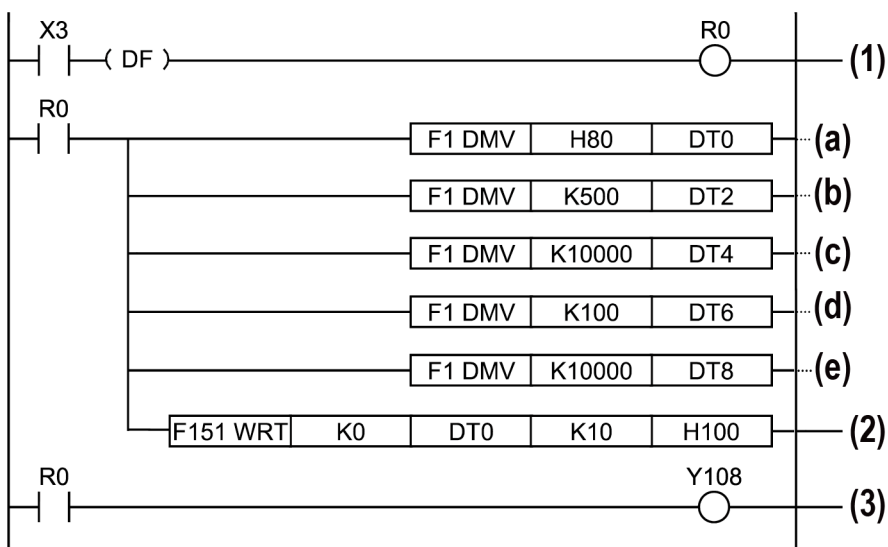 X3
( DF )
R0
(1)
R0
F1 DMV H80 DT0 (a)
F1 DMV K500 DT2 (b)
F1 DMV K10000 DT4 (c)
F1 DMV K100 DT6 (d)
F1 DMV K10000 DT8 (e)
F151 WRT K0 DT0 K10 H100 (2)
R0
Y108
(3)